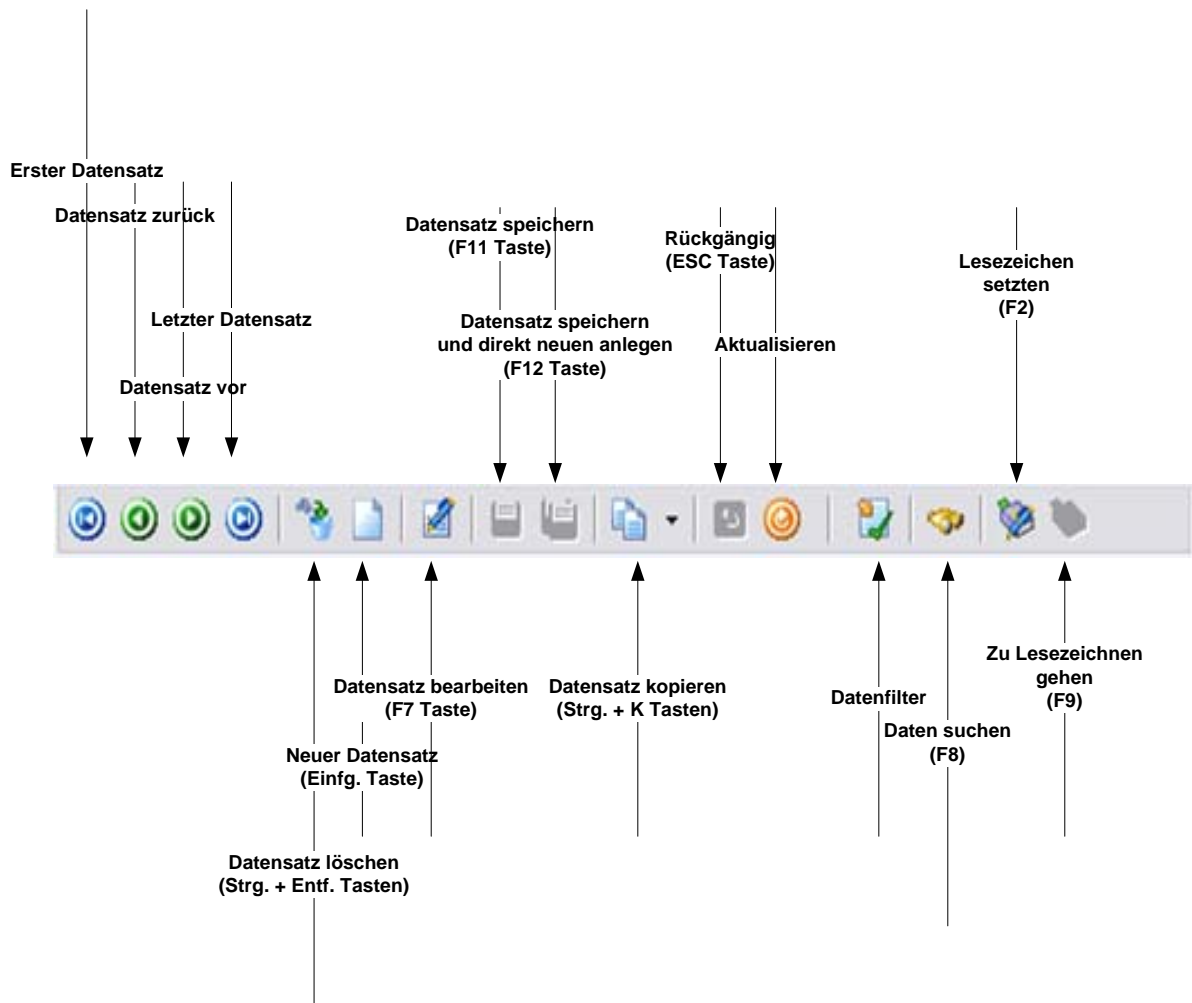 Erster Datensatz
Datensatz zurück
Datensatz speichern
(F11 Taste)
Rückgängig
(ESC Taste)
Lesezeichen
setzten
(F2)
Letzter Datensatz
Datensatz speichern
und direkt neuen anlegen
(F12 Taste)
Aktualisieren
Datensatz vor
Zu Lesezeichnen
gehen
(F9)
Datensatz bearbeiten
(F7 Taste)
Datensatz kopieren
(Strg. + K Tasten)
Datenfilter
Daten suchen
(F8)
Neuer Datensatz
(Einfg. Taste)
Datensatz löschen
(Strg. + Entf. Tasten)